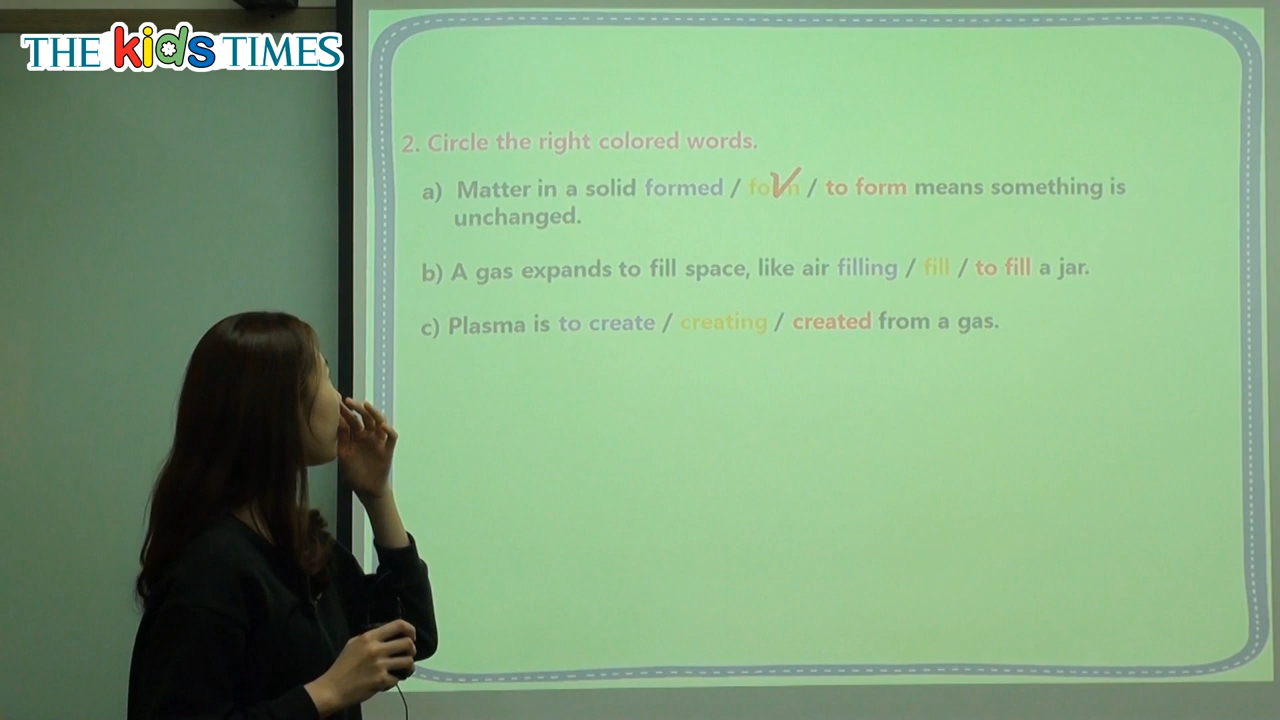 THE kids TIMES
2. Circle the right colored words.
a) Matter in a solid formed / form / to form means something is
unchanged.
b) A gas expands to fill space, like air filling / fill / to fill a jar.
c) Plasma is to create / creating / created from a gas.